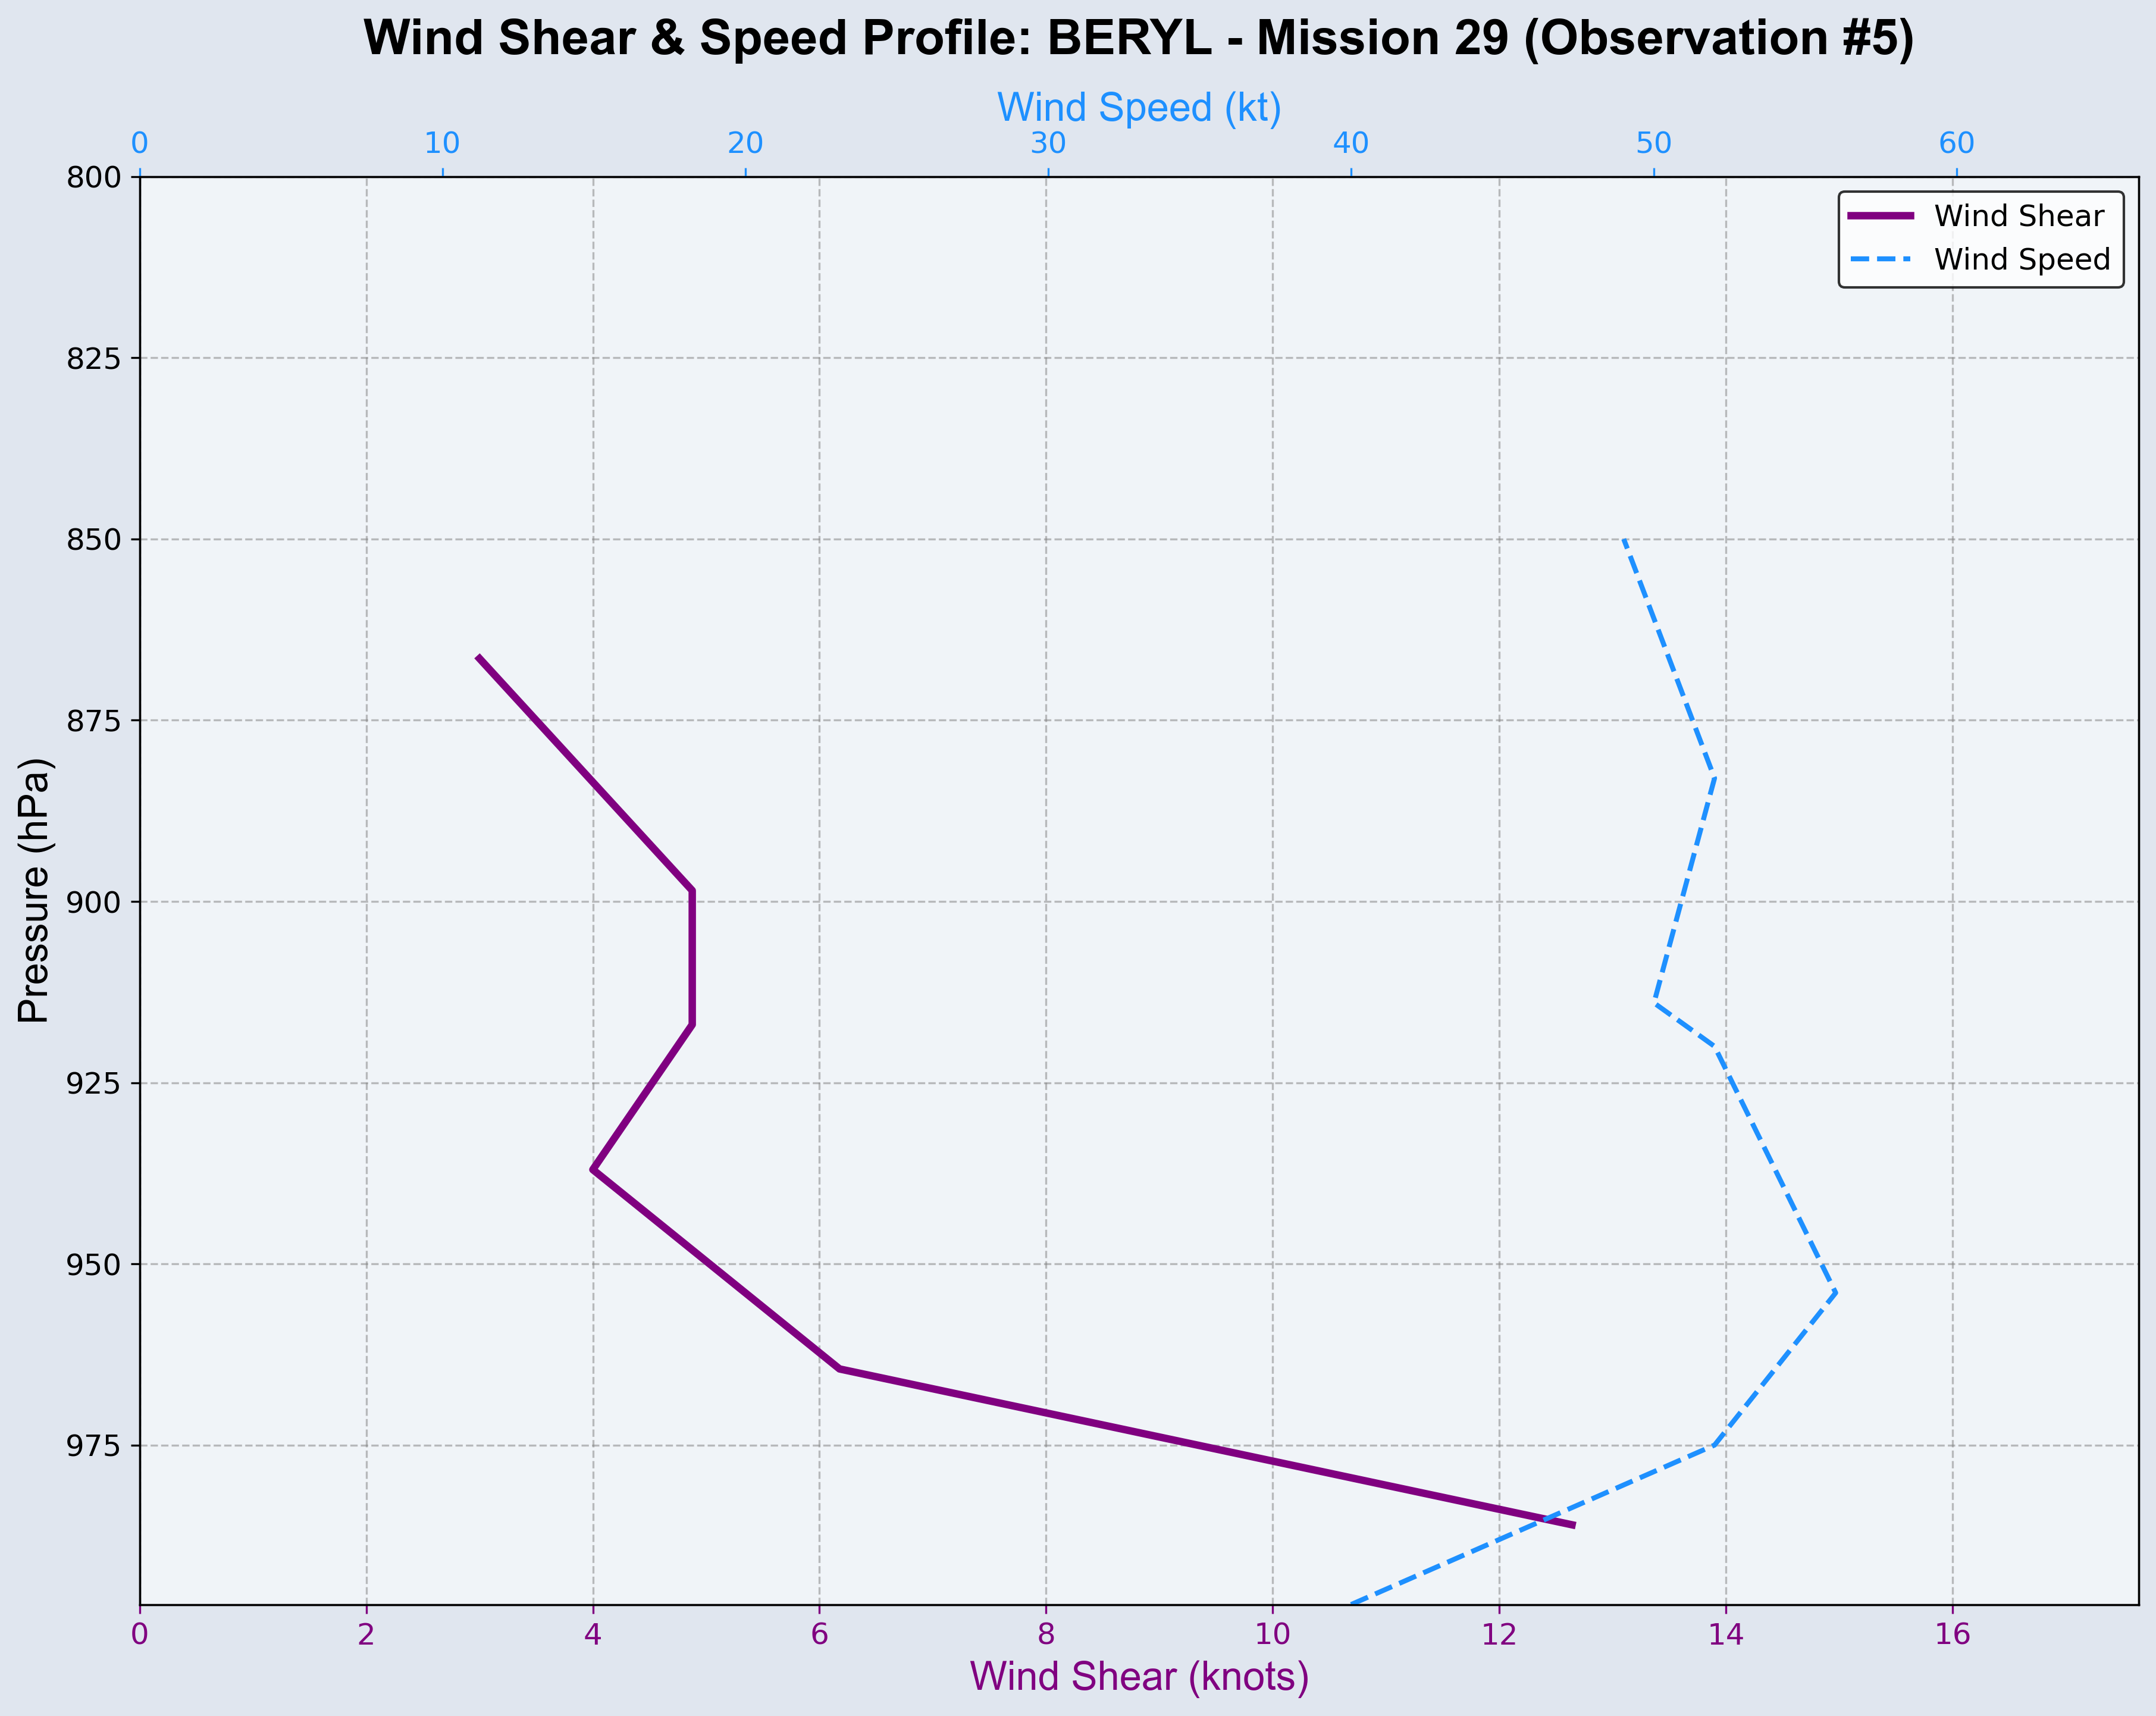 Wind Shear & Speed Profile: BERYL - Mission 29 (Observation #5)
Wind Speed (kt)
0 10 20 30 40 50 60
Wind Shear
Wind Speed
800
825
850
875
900
925
950
975
Pressure (hPa)
0 2 4 6 8 10 12 14 16
Wind Shear (knots)